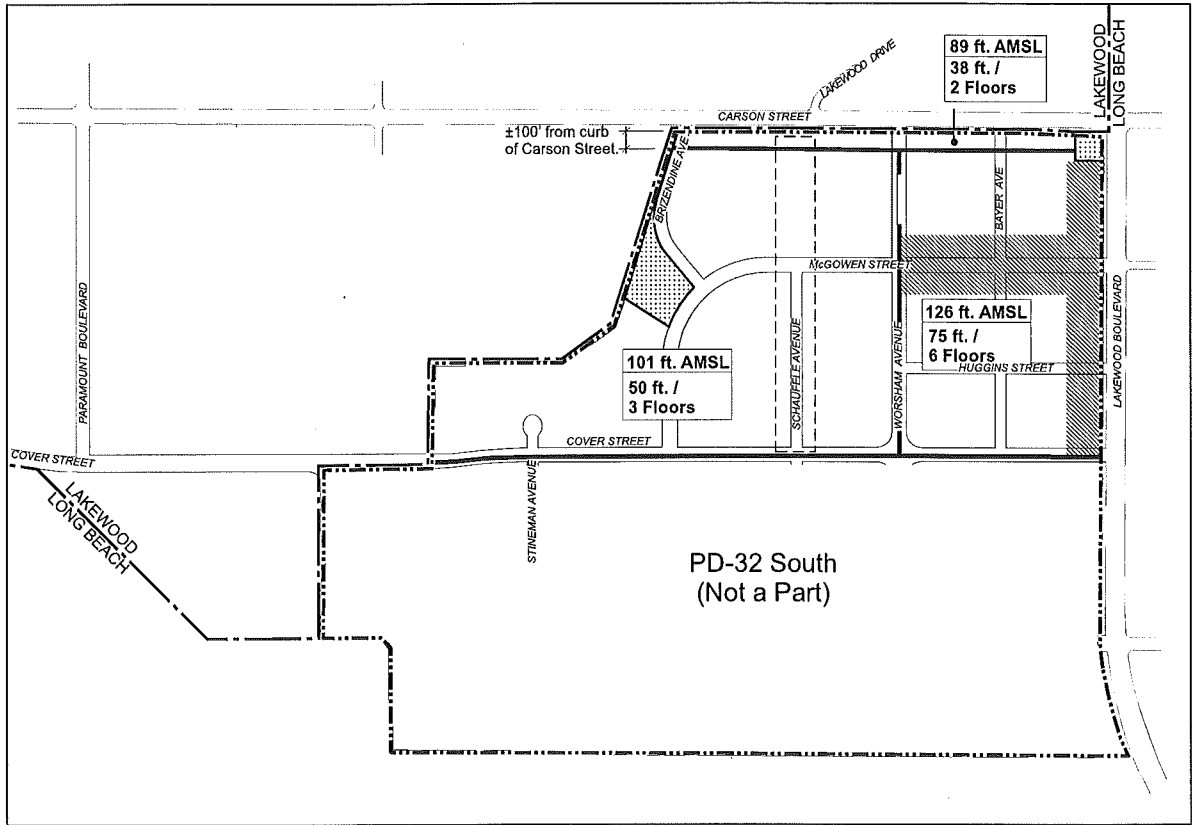 89 ft. AMSL
38 ft. /
2 Floors
LAKEWOOD
LONG BEACH
LAKEWOOD DRIVE
CARSON STREET
±100' from curb
of Carson Street.
BRIZENDINE AVE
BAYER AVE
McGOWEN STREET
PARAMOUNT BOULEVARD
SCHAUFELE AVENUE
WORSHAM AVENUE
LAKEWOOD BOULEVARD
126 ft. AMSL
75 ft. /
6 Floors
101 ft. AMSL
50 ft. /
3 Floors
HUGGINS STREET
COVER STREET
COVER STREET
STINEMAN AVENUE
LAKEWOOD
LONG BEACH
PD-32 South
(Not a Part)